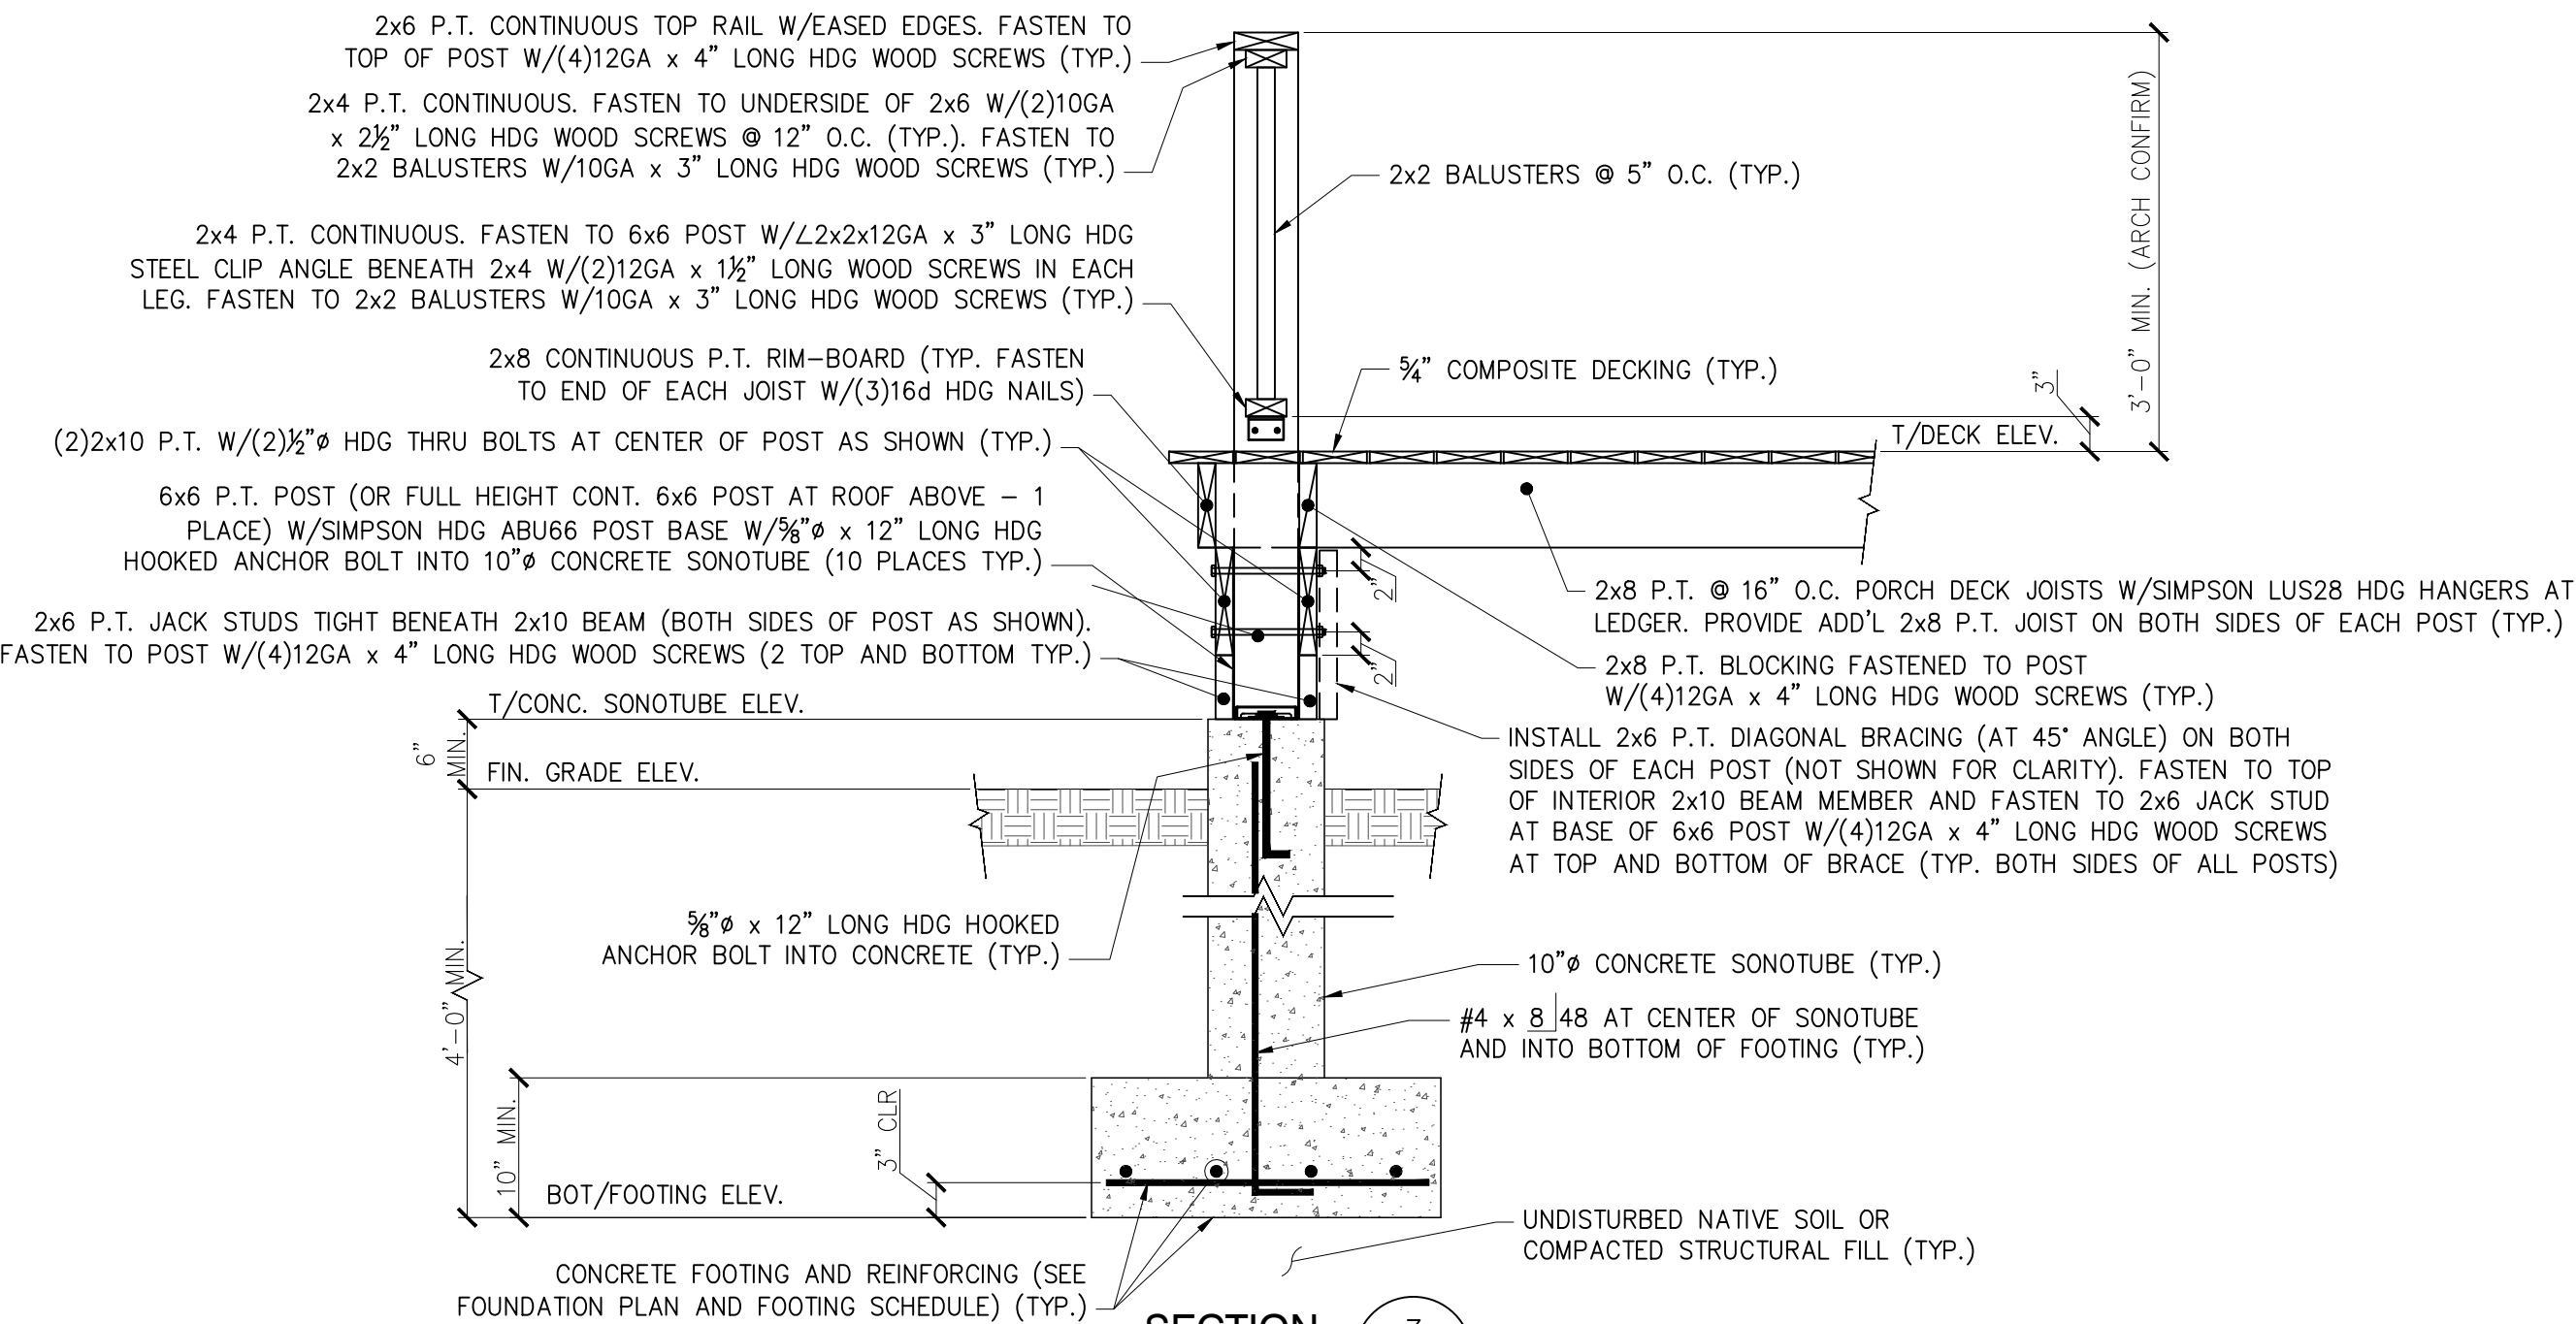 2x6 P.T. CONTINUOUS TOP RAIL W/EASED EDGES. FASTEN TO
TOP OF POST W/(4)12GA x 4" LONG HDG WOOD SCREWS (TYP.)
2x4 P.T. CONTINUOUS. FASTEN TO UNDERSIDE OF 2x6 W/(2)10GA
x 2½" LONG HDG WOOD SCREWS @ 12" O.C. (TYP.). FASTEN TO
2x2 BALUSTERS W/10GA x 3" LONG HDG WOOD SCREWS (TYP.)
2x4 P.T. CONTINUOUS. FASTEN TO 6x6 POST W/∠2x2x12GA x 3" LONG HDG
STEEL CLIP ANGLE BENEATH 2x4 W/(2)12GA x 1½" LONG WOOD SCREWS IN EACH
LEG. FASTEN TO 2x2 BALUSTERS W/10GA x 3" LONG HDG WOOD SCREWS (TYP.)
2x8 CONTINUOUS P.T. RIM-BOARD (TYP. FASTEN
TO END OF EACH JOIST W/(3)16d HDG NAILS)
(2)2x10 P.T. W/(2)½"ø HDG THRU BOLTS AT CENTER OF POST AS SHOWN (TYP.)
6x6 P.T. POST (OR FULL HEIGHT CONT. 6x6 POST AT ROOF ABOVE – 1
PLACE) W/SIMPSON HDG ABU66 POST BASE W/⅝"ø x 12" LONG HDG
HOOKED ANCHOR BOLT INTO 10"ø CONCRETE SONOTUBE (10 PLACES TYP.)
2x6 P.T. JACK STUDS TIGHT BENEATH 2x10 BEAM (BOTH SIDES OF POST AS SHOWN).
FASTEN TO POST W/(4)12GA x 4" LONG HDG WOOD SCREWS (2 TOP AND BOTTOM TYP.)
T/CONC. SONOTUBE ELEV.
6"
MIN.
FIN. GRADE ELEV.
4'-0" MIN.
⅝"ø x 12" LONG HDG HOOKED
ANCHOR BOLT INTO CONCRETE (TYP.)
10" MIN.
3" CLR
BOT/FOOTING ELEV.
CONCRETE FOOTING AND REINFORCING (SEE
FOUNDATION PLAN AND FOOTING SCHEDULE) (TYP.)
2x2 BALUSTERS @ 5" O.C. (TYP.)
3'-0" MIN. (ARCH CONFIRM)
5/4" COMPOSITE DECKING (TYP.)
3"
T/DECK ELEV.
2"
2"
2x8 P.T. @ 16" O.C. PORCH DECK JOISTS W/SIMPSON LUS28 HDG HANGERS AT
LEDGER. PROVIDE ADD'L 2x8 P.T. JOIST ON BOTH SIDES OF EACH POST (TYP.)
2x8 P.T. BLOCKING FASTENED TO POST
W/(4)12GA x 4" LONG HDG WOOD SCREWS (TYP.)
INSTALL 2x6 P.T. DIAGONAL BRACING (AT 45° ANGLE) ON BOTH
SIDES OF EACH POST (NOT SHOWN FOR CLARITY). FASTEN TO TOP
OF INTERIOR 2x10 BEAM MEMBER AND FASTEN TO 2x6 JACK STUD
AT BASE OF 6x6 POST W/(4)12GA x 4" LONG HDG WOOD SCREWS
AT TOP AND BOTTOM OF BRACE (TYP. BOTH SIDES OF ALL POSTS)
10"ø CONCRETE SONOTUBE (TYP.)
#4 x 8 48 AT CENTER OF SONOTUBE
AND INTO BOTTOM OF FOOTING (TYP.)
UNDISTURBED NATIVE SOIL OR
COMPACTED STRUCTURAL FILL (TYP.)
SECTION